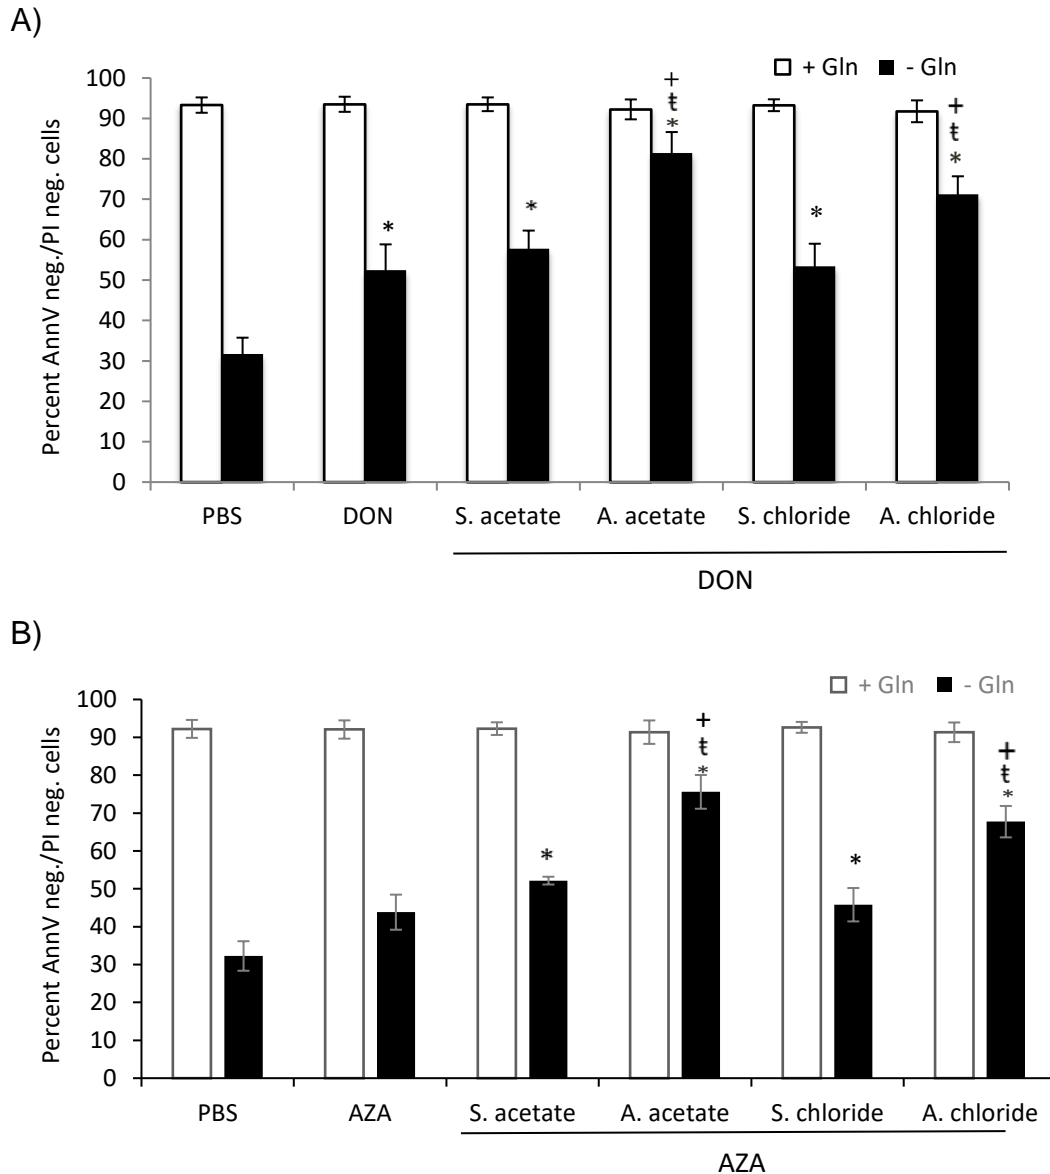 A)
+ Gln - Gln
Percent AnnV neg./PI neg. cells
100
90
80
70
60
50
40
30
20
10
0
*
*
+
ŧ
*
*
+
ŧ
*
PBS DON S. acetate A. acetate S. chloride A. chloride
DON
B)
+ Gln - Gln
Percent AnnV neg./PI neg. cells
100
90
80
70
60
50
40
30
20
10
0
*
+
ŧ
*
*
+
ŧ
*
PBS AZA S. acetate A. acetate S. chloride A. chloride
AZA